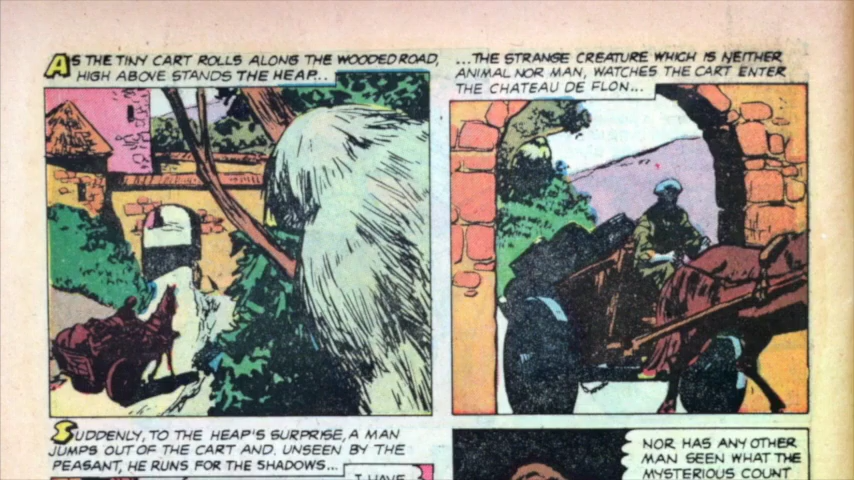 AS THE TINY CART ROLLS ALONG THE WOODED ROAD,
HIGH ABOVE STANDS THE HEAP...
...THE STRANGE CREATURE WHICH IS NEITHER
ANIMAL NOR MAN, WATCHES THE CART ENTER
THE CHATEAU DE FLON...
SUDDENLY, TO THE HEAP'S SURPRISE, A MAN
JUMPS OUT OF THE CART AND. UNSEEN BY THE
PEASANT, HE RUNS FOR THE SHADOWS...
I HAVE
NOR HAS ANY OTHER
MAN SEEN WHAT THE
MYSTERIOUS COUNT